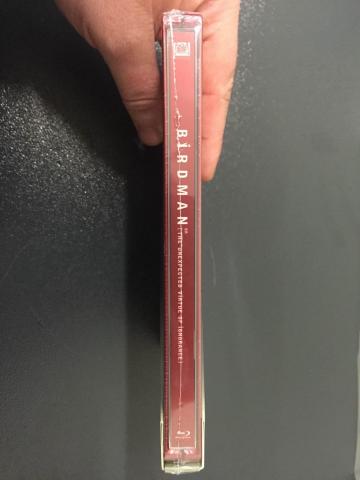 BiRDMAN OR (THE UNEXPECTED VIRTUE OF IGNORANCE)